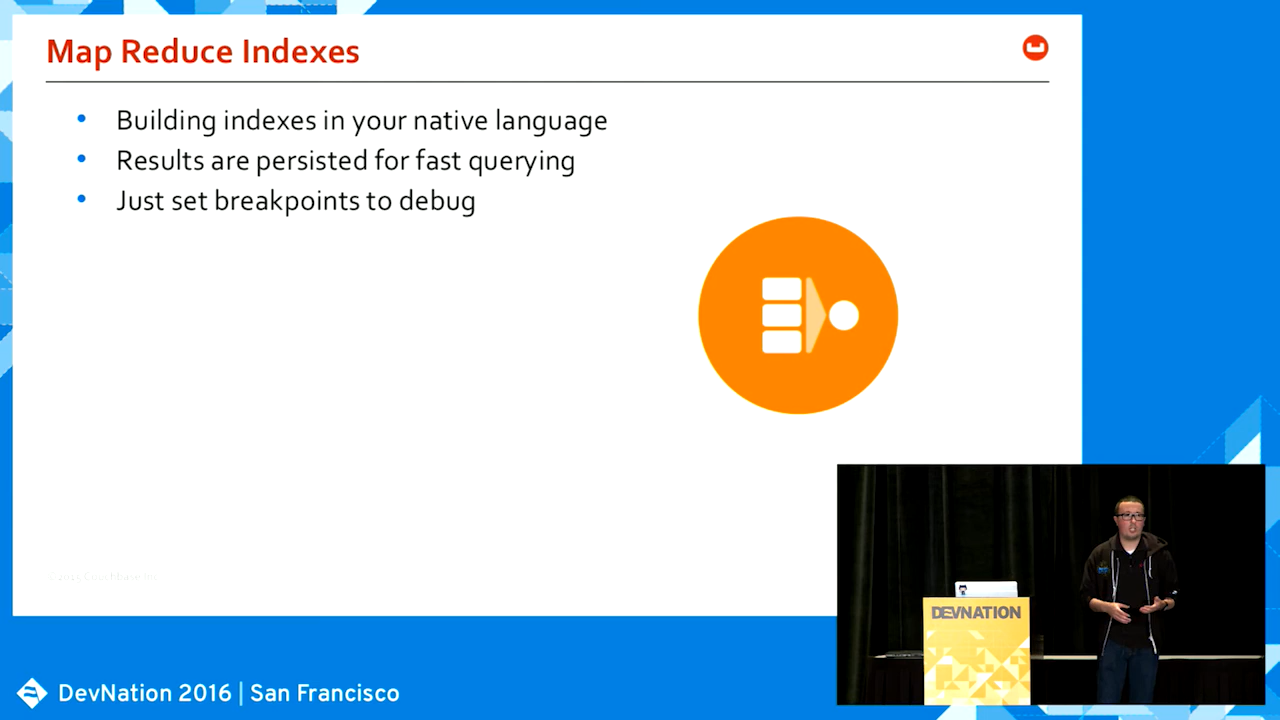 Map Reduce Indexes
Building indexes in your native language
Results are persisted for fast querying
Just set breakpoints to debug
DEVNATION
DevNation 2016 | San Francisco